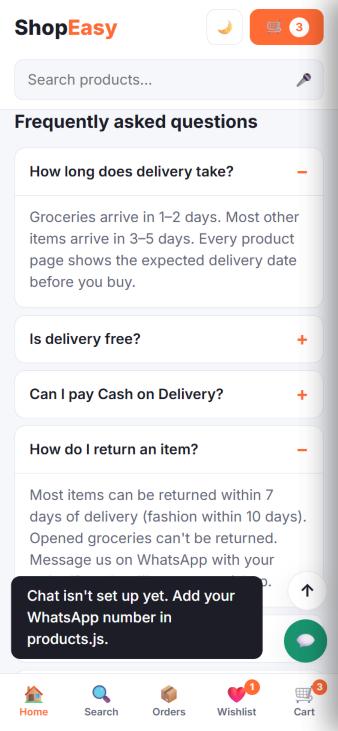 ShopEasy
3
Search products...
Frequently asked questions
How long does delivery take?
Groceries arrive in 1–2 days. Most other
items arrive in 3–5 days. Every product
page shows the expected delivery date
before you buy.
Is delivery free?
Can I pay Cash on Delivery?
How do I return an item?
Most items can be returned within 7
days of delivery (fashion within 10 days).
Opened groceries can't be returned.
Message us on WhatsApp with your
Chat isn't set up yet. Add your
WhatsApp number in
products.js.
1
3
Home
Search
Orders
Wishlist
Cart